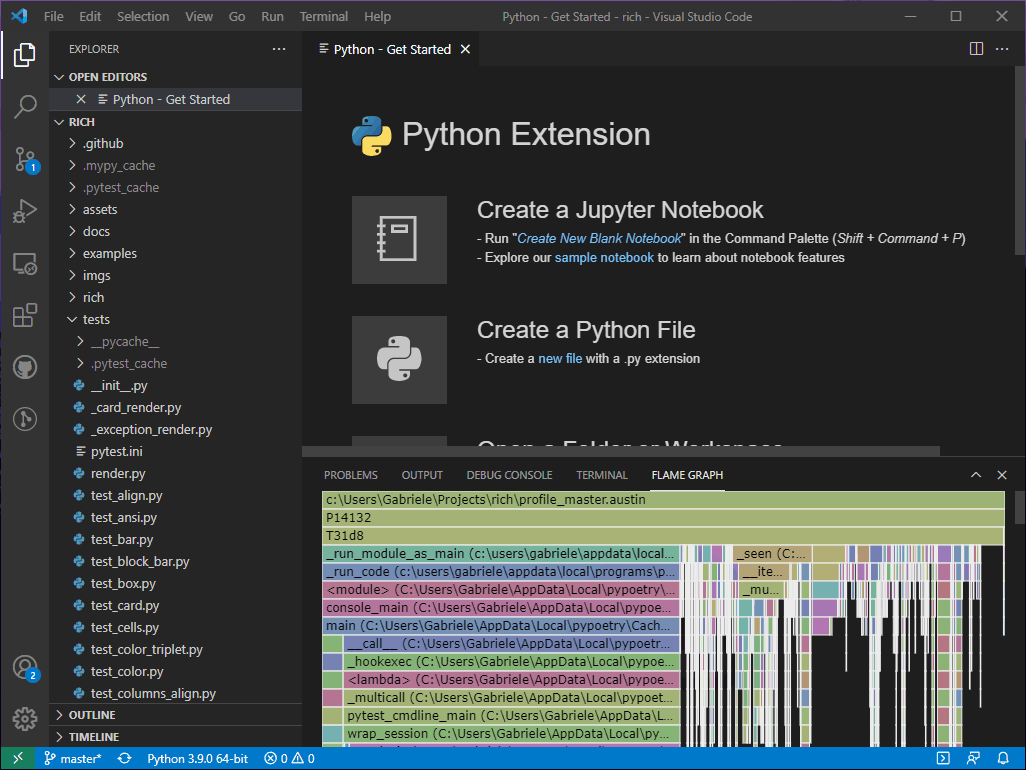 File Edit Selection View Go Run Terminal Help
Python - Get Started - rich - Visual Studio Code
EXPLORER
OPEN EDITORS
Python - Get Started
RICH
.github
.mypy_cache
.pytest_cache
assets
docs
examples
imgs
rich
tests
__pycache__
.pytest_cache
__init__.py
_card_render.py
_exception_render.py
pytest.ini
render.py
test_align.py
test_ansi.py
test_bar.py
test_block_bar.py
test_box.py
test_card.py
test_cells.py
test_color_triplet.py
test_color.py
test_columns_align.py
OUTLINE
TIMELINE
1
2
Python - Get Started
Python Extension
Create a Jupyter Notebook
- Run "Create New Blank Notebook" in the Command Palette (Shift + Command + P)
- Explore our sample notebook to learn about notebook features
Create a Python File
- Create a new file with a .py extension
Open a Folder or Workspace
PROBLEMS OUTPUT DEBUG CONSOLE TERMINAL FLAME GRAPH
c:\Users\Gabriele\Projects\rich\profile_master.austin
P14132
T31d8
_run_module_as_main (c:\users\gabriele\appdata\local... _seen (C:...
_run_code (c:\users\gabriele\appdata\local\programs\p... __ite...
<module> (C:\Users\Gabriele\AppData\Local\pypoetry\... _mu...
console_main (C:\Users\Gabriele\AppData\Local\pypoe...
main (C:\Users\Gabriele\AppData\Local\pypoetry\Cach...
__call__ (C:\Users\Gabriele\AppData\Local\pypoetr...
_hookexec (C:\Users\Gabriele\AppData\Local\pypoe...
<lambda> (C:\Users\Gabriele\AppData\Local\pypoe...
_multicall (C:\Users\Gabriele\AppData\Local\pypoet...
pytest_cmdline_main (C:\Users\Gabriele\AppData\L...
wrap_session (C:\Users\Gabriele\AppData\Local\py...
master* Python 3.9.0 64-bit 0 0